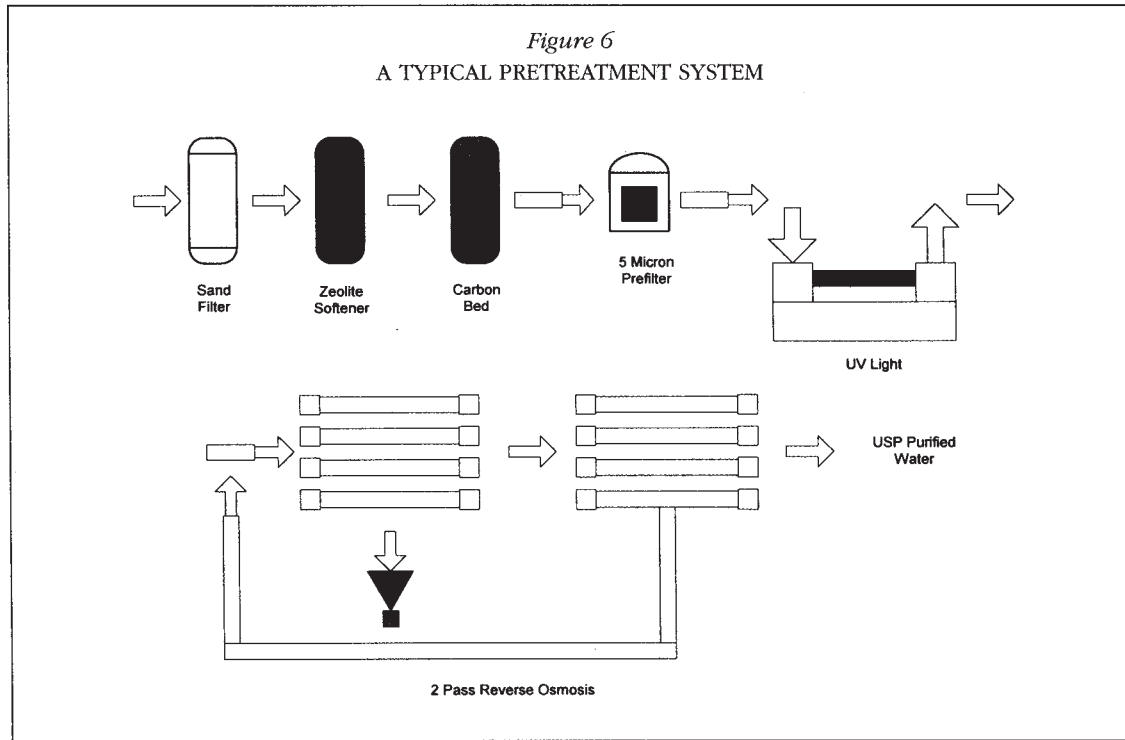 Figure 6
A TYPICAL PRETREATMENT SYSTEM
Sand
Filter
Zeolite
Softener
Carbon
Bed
5 Micron
Prefilter
UV Light
USP Purified
Water
2 Pass Reverse Osmosis